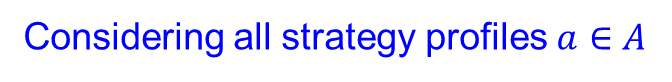 Considering all strategy profiles 𝑎 ∈ 𝐴